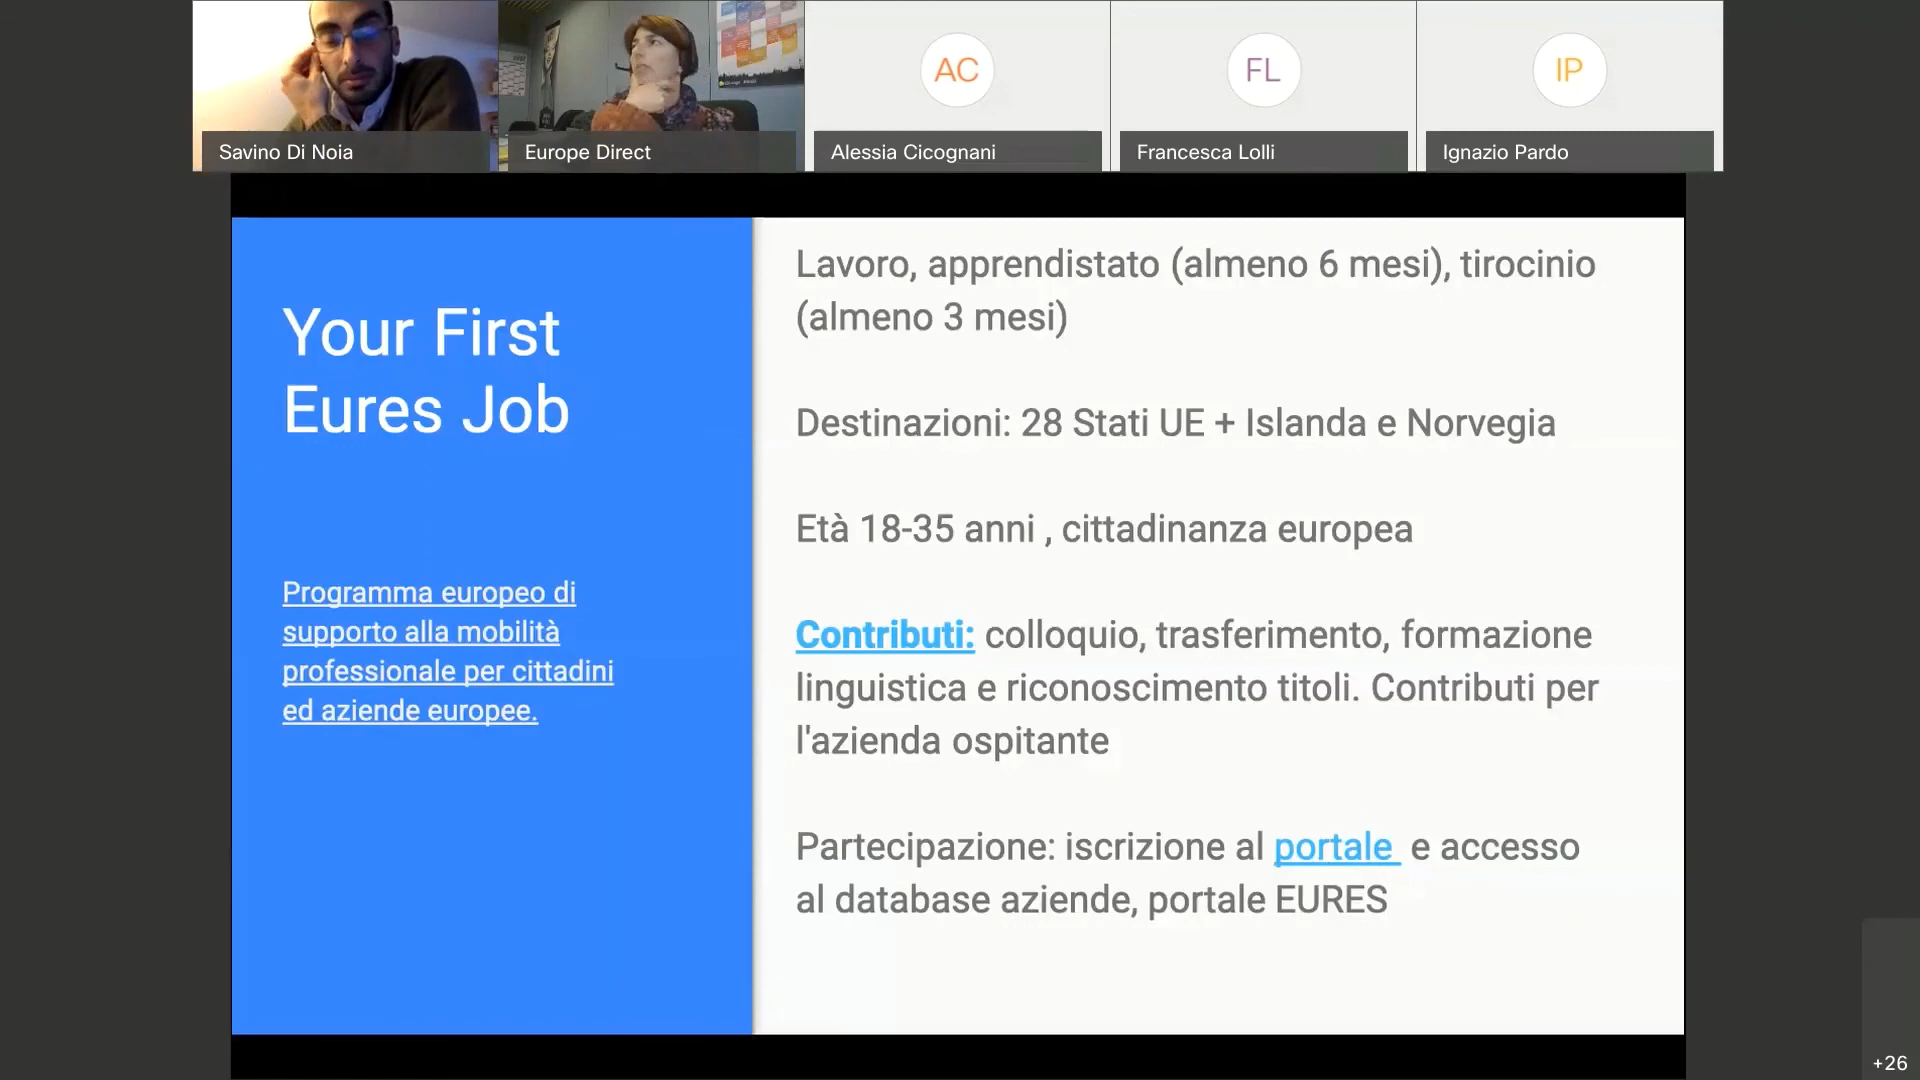 Savino Di Noia
Europe Direct
AC
Alessia Cicognani
FL
Francesca Lolli
IP
Ignazio Pardo
Your First
Eures Job
Programma europeo di
supporto alla mobilità
professionale per cittadini
ed aziende europee.
Lavoro, apprendistato (almeno 6 mesi), tirocinio
(almeno 3 mesi)
Destinazioni: 28 Stati UE + Islanda e Norvegia
Età 18-35 anni , cittadinanza europea
Contributi: colloquio, trasferimento, formazione
linguistica e riconoscimento titoli. Contributi per
l'azienda ospitante
Partecipazione: iscrizione al portale  e accesso
al database aziende, portale EURES
+26